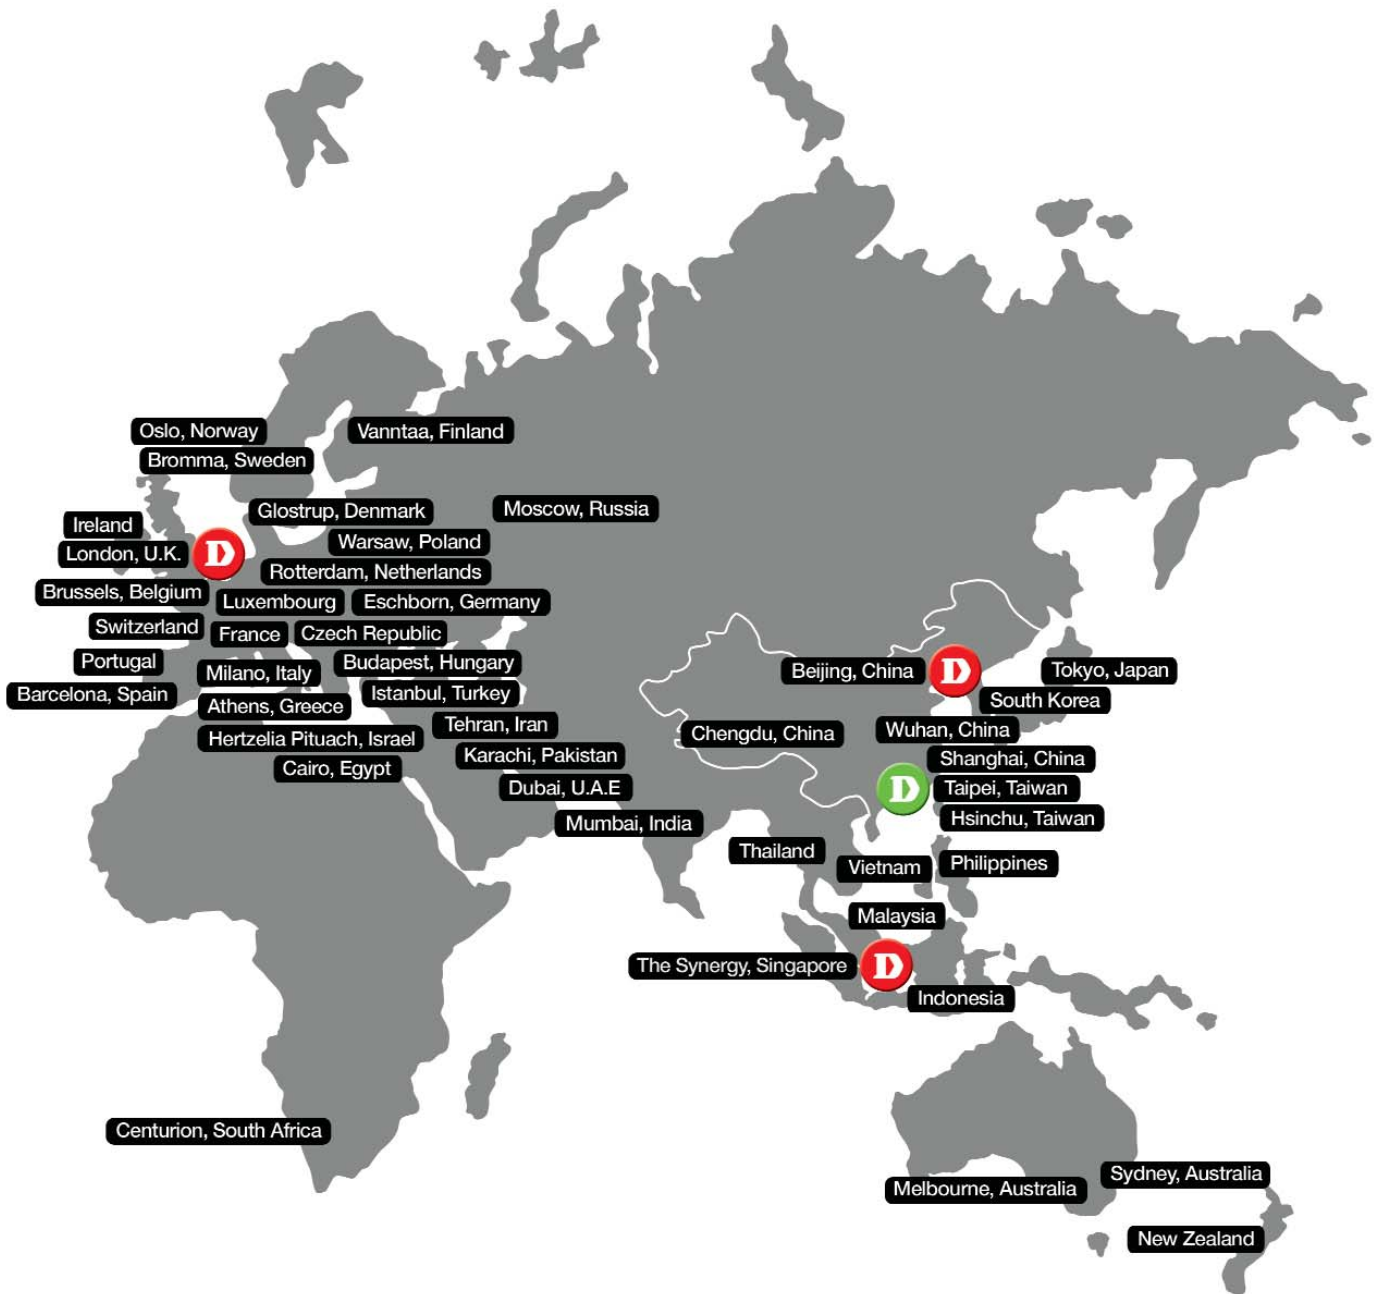 Oslo, Norway
Vanntaa, Finland
Bromma, Sweden
Glostrup, Denmark
Moscow, Russia
Ireland
Warsaw, Poland
London, U.K.
D
Rotterdam, Netherlands
Brussels, Belgium
Luxembourg
Eschborn, Germany
Switzerland
France
Czech Republic
Portugal
Milano, Italy
Budapest, Hungary
Beijing, China
D
Tokyo, Japan
Barcelona, Spain
Athens, Greece
Istanbul, Turkey
South Korea
Tehran, Iran
Hertzelia Pituach, Israel
Chengdu, China
Wuhan, China
Karachi, Pakistan
Shanghai, China
Cairo, Egypt
Dubai, U.A.E
D
Taipei, Taiwan
Mumbai, India
Hsinchu, Taiwan
Thailand
Vietnam
Philippines
Malaysia
The Synergy, Singapore
D
Indonesia
Centurion, South Africa
Sydney, Australia
Melbourne, Australia
New Zealand